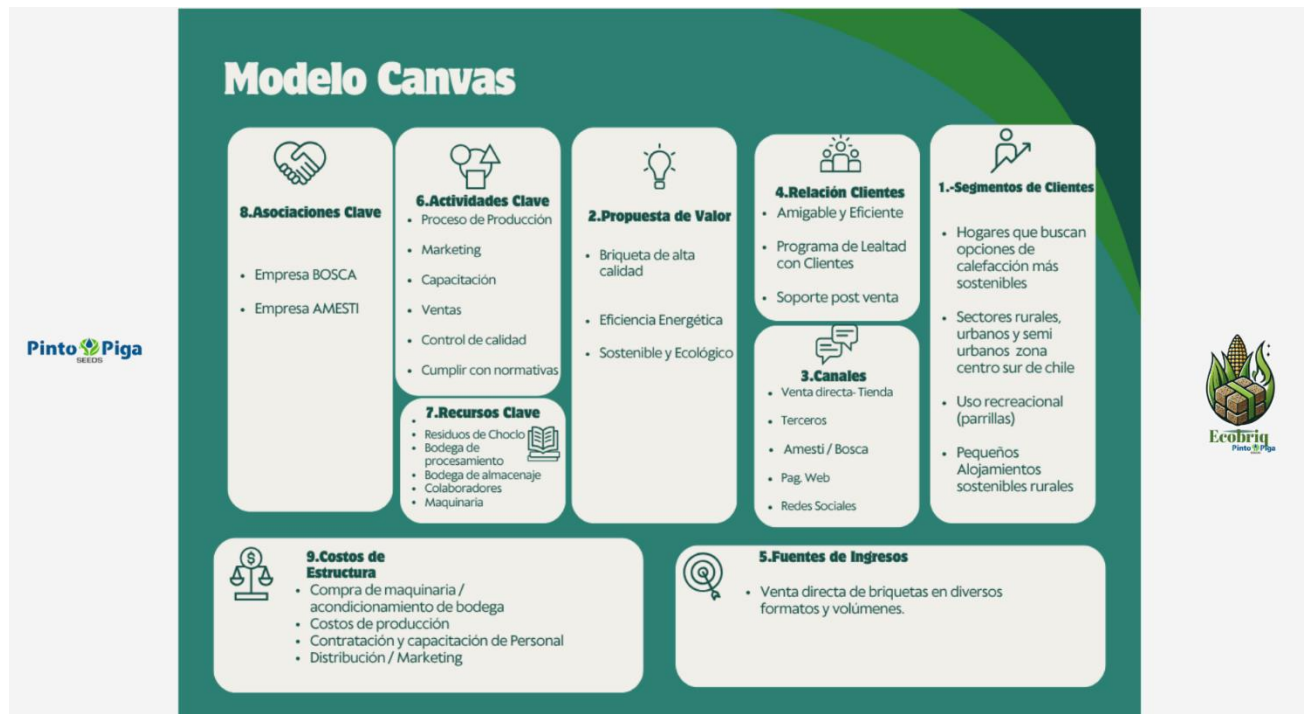 Modelo Canvas
8.Asociaciones Clave
• Empresa BOSCA
• Empresa AMESTI
6.Actividades Clave
• Proceso de Producción
• Marketing
• Capacitación
• Ventas
• Control de calidad
• Cumplir con normativas
7.Recursos Clave
•
• Residuos de Choclo
• Bodega de
procesamiento
• Bodega de almacenaje
• Colaboradores
• Maquinaria
2.Propuesta de Valor
• Briqueta de alta
calidad
• Eficiencia Energética
• Sostenible y Ecológico
4.Relación Clientes
• Amigable y Eficiente
• Programa de Lealtad
con Clientes
• Soporte post venta
3.Canales
• Venta directa- Tienda
• Terceros
• Amesti / Bosca
• Pag. Web
• Redes Sociales
1.-Segmentos de Clientes
• Hogares que buscan
opciones de
calefacción más
sostenibles
• Sectores rurales,
urbanos y semi
urbanos zona
centro sur de chile
• Uso recreacional
(parrillas)
• Pequeños
Alojamientos
sostenibles rurales
9.Costos de
Estructura
• Compra de maquinaria /
acondicionamiento de bodega
• Costos de producción
• Contratación y capacitación de Personal
• Distribución / Marketing
5.Fuentes de Ingresos
• Venta directa de briquetas en diversos
formatos y volúmenes.
Pinto Piga
SEEDS
Ecobriq
Pinto Piga